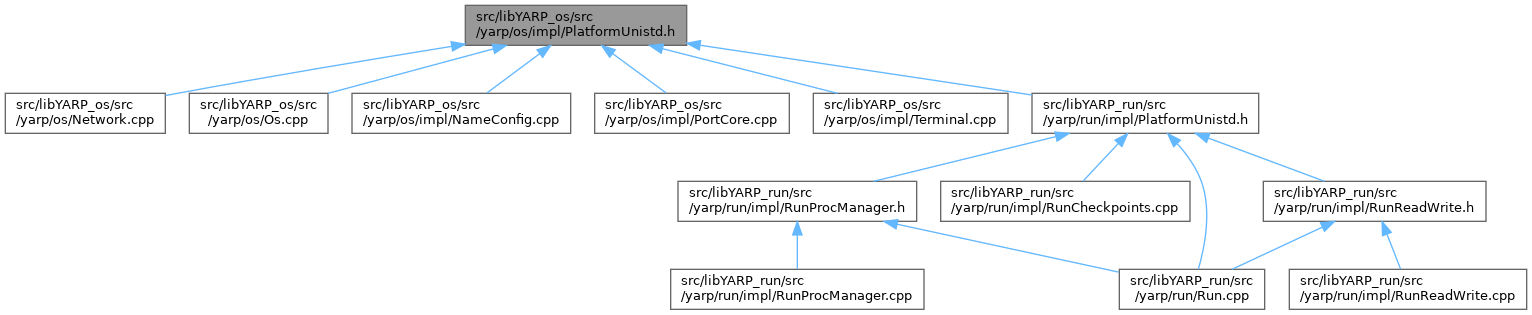 src/libYARP_os/src
/yarp/os/impl/PlatformUnistd.h
src/libYARP_os/src
/yarp/os/Network.cpp
src/libYARP_os/src
/yarp/os/Os.cpp
src/libYARP_os/src
/yarp/os/impl/NameConfig.cpp
src/libYARP_os/src
/yarp/os/impl/PortCore.cpp
src/libYARP_os/src
/yarp/os/impl/Terminal.cpp
src/libYARP_run/src
/yarp/run/impl/PlatformUnistd.h
src/libYARP_run/src
/yarp/run/impl/RunProcManager.h
src/libYARP_run/src
/yarp/run/impl/RunCheckpoints.cpp
src/libYARP_run/src
/yarp/run/impl/RunReadWrite.h
src/libYARP_run/src
/yarp/run/impl/RunProcManager.cpp
src/libYARP_run/src
/yarp/run/Run.cpp
src/libYARP_run/src
/yarp/run/impl/RunReadWrite.cpp